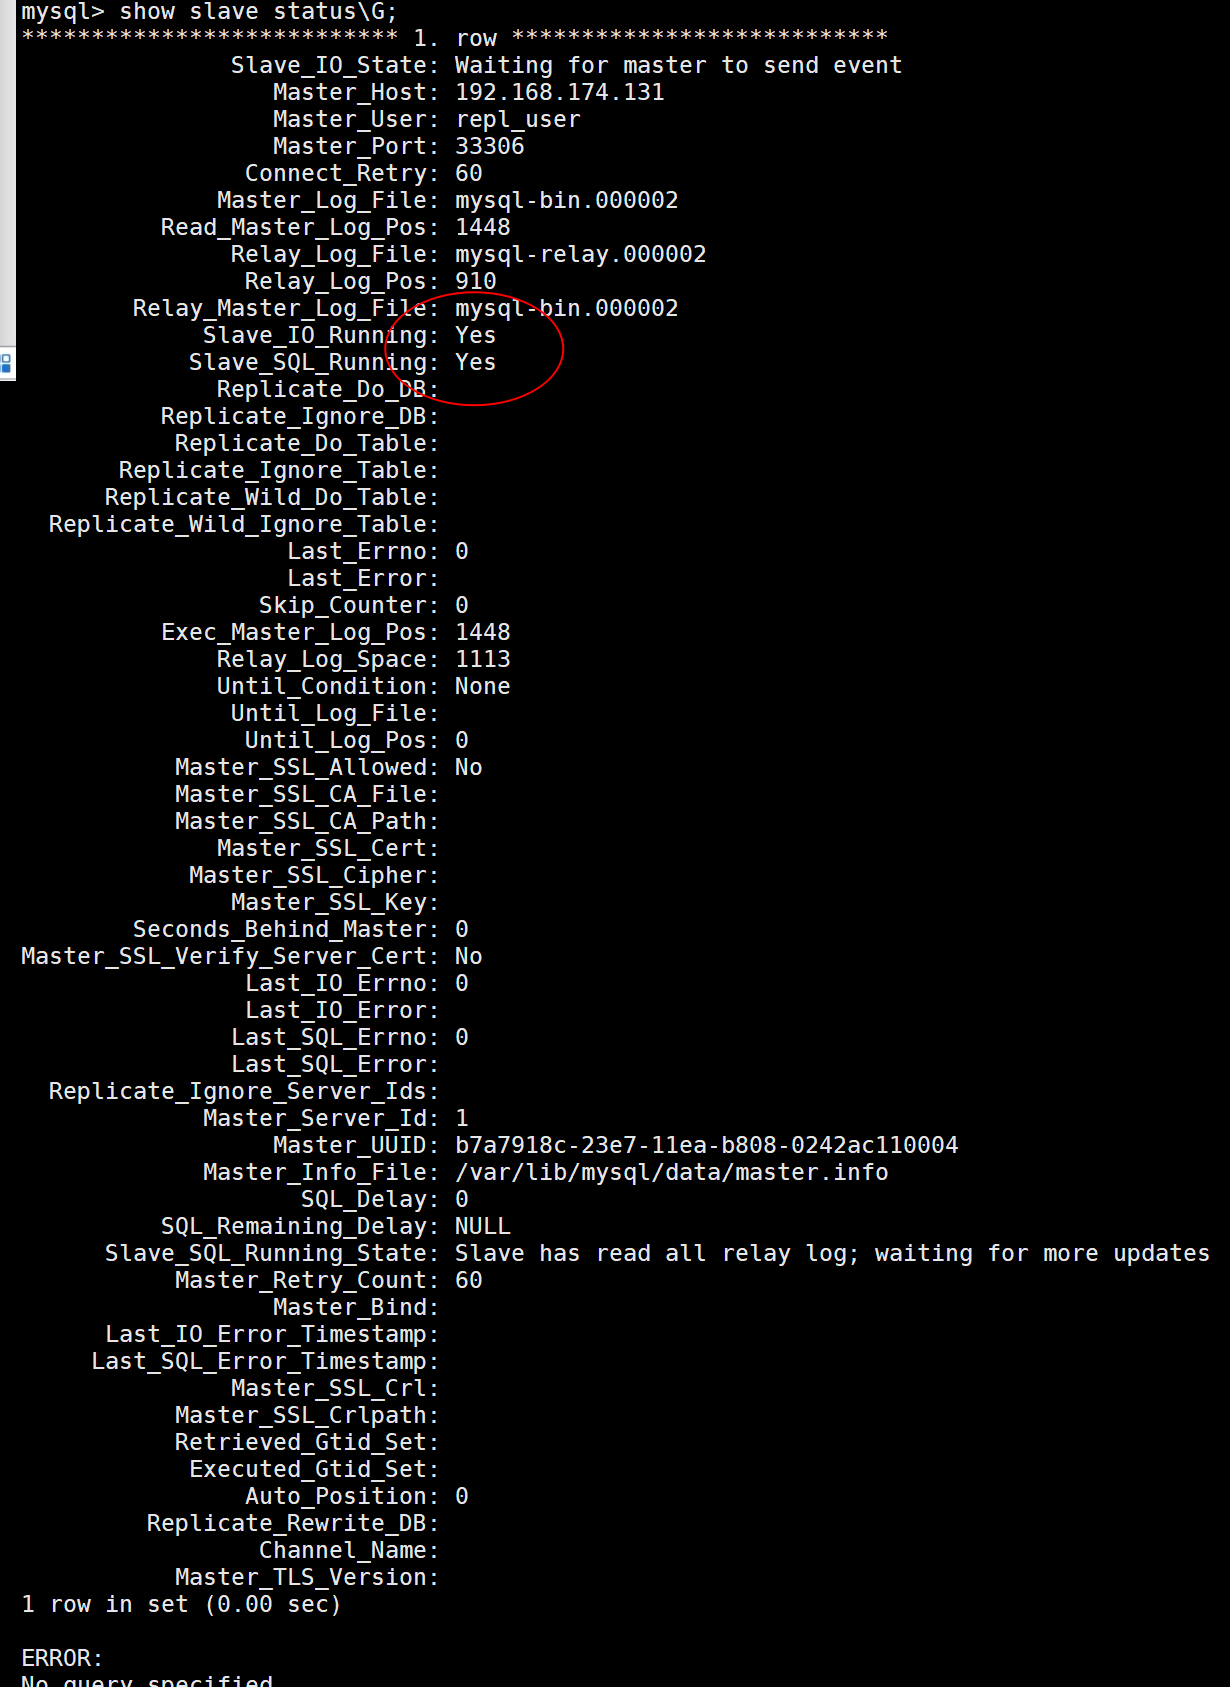 mysql> show slave status\G;
*************************** 1. row ***************************
Slave_IO_State: Waiting for master to send event
Master_Host: 192.168.174.131
Master_User: repl_user
Master_Port: 33306
Connect_Retry: 60
Master_Log_File: mysql-bin.000002
Read_Master_Log_Pos: 1448
Relay_Log_File: mysql-relay.000002
Relay_Log_Pos: 910
Relay_Master_Log_File: mysql-bin.000002
Slave_IO_Running: Yes
Slave_SQL_Running: Yes
Replicate_Do_DB:
Replicate_Ignore_DB:
Replicate_Do_Table:
Replicate_Ignore_Table:
Replicate_Wild_Do_Table:
Replicate_Wild_Ignore_Table:
Last_Errno: 0
Last_Error:
Skip_Counter: 0
Exec_Master_Log_Pos: 1448
Relay_Log_Space: 1113
Until_Condition: None
Until_Log_File:
Until_Log_Pos: 0
Master_SSL_Allowed: No
Master_SSL_CA_File:
Master_SSL_CA_Path:
Master_SSL_Cert:
Master_SSL_Cipher:
Master_SSL_Key:
Seconds_Behind_Master: 0
Master_SSL_Verify_Server_Cert: No
Last_IO_Errno: 0
Last_IO_Error:
Last_SQL_Errno: 0
Last_SQL_Error:
Replicate_Ignore_Server_Ids:
Master_Server_Id: 1
Master_UUID: b7a7918c-23e7-11ea-b808-0242ac110004
Master_Info_File: /var/lib/mysql/data/master.info
SQL_Delay: 0
SQL_Remaining_Delay: NULL
Slave_SQL_Running_State: Slave has read all relay log; waiting for more updates
Master_Retry_Count: 60
Master_Bind:
Last_IO_Error_Timestamp:
Last_SQL_Error_Timestamp:
Master_SSL_Crl:
Master_SSL_Crlpath:
Retrieved_Gtid_Set:
Executed_Gtid_Set:
Auto_Position: 0
Replicate_Rewrite_DB:
Channel_Name:
Master_TLS_Version:
1 row in set (0.00 sec)
ERROR:
No query specified